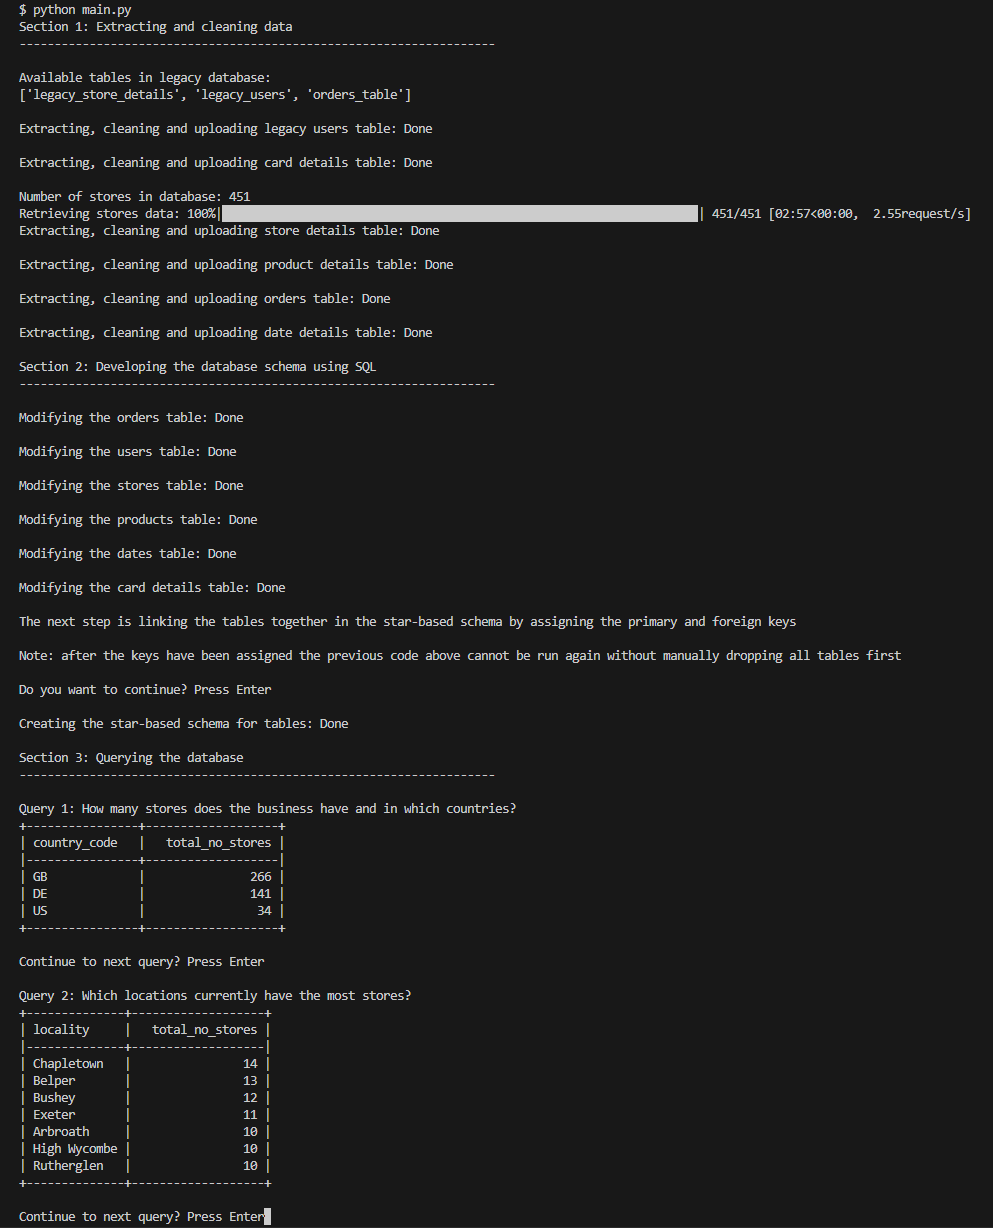 $ python main.py
Section 1: Extracting and cleaning data
--------------------------------------------------------------------
Available tables in legacy database:
['legacy_store_details', 'legacy_users', 'orders_table']
Extracting, cleaning and uploading legacy users table: Done
Extracting, cleaning and uploading card details table: Done
Number of stores in database: 451
Retrieving stores data: 100%|                                                                    | 451/451 [02:57<00:00,  2.55request/s]
Extracting, cleaning and uploading store details table: Done
Extracting, cleaning and uploading product details table: Done
Extracting, cleaning and uploading orders table: Done
Extracting, cleaning and uploading date details table: Done
Section 2: Developing the database schema using SQL
--------------------------------------------------------------------
Modifying the orders table: Done
Modifying the users table: Done
Modifying the stores table: Done
Modifying the products table: Done
Modifying the dates table: Done
Modifying the card details table: Done
The next step is linking the tables together in the star-based schema by assigning the primary and foreign keys
Note: after the keys have been assigned the previous code above cannot be run again without manually dropping all tables first
Do you want to continue? Press Enter
Creating the star-based schema for tables: Done
Section 3: Querying the database
--------------------------------------------------------------------
Query 1: How many stores does the business have and in which countries?
+----------------+-------------------+
| country_code   |   total_no_stores |
|----------------+-------------------|
| GB             |               266 |
| DE             |               141 |
| US             |                34 |
+----------------+-------------------+
Continue to next query? Press Enter
Query 2: Which locations currently have the most stores?
+--------------+-------------------+
| locality     |   total_no_stores |
|--------------+-------------------|
| Chapletown   |                14 |
| Belper       |                13 |
| Bushey       |                12 |
| Exeter       |                11 |
| Arbroath     |                10 |
| High Wycombe |                10 |
| Rutherglen   |                10 |
+--------------+-------------------+
Continue to next query? Press Enter